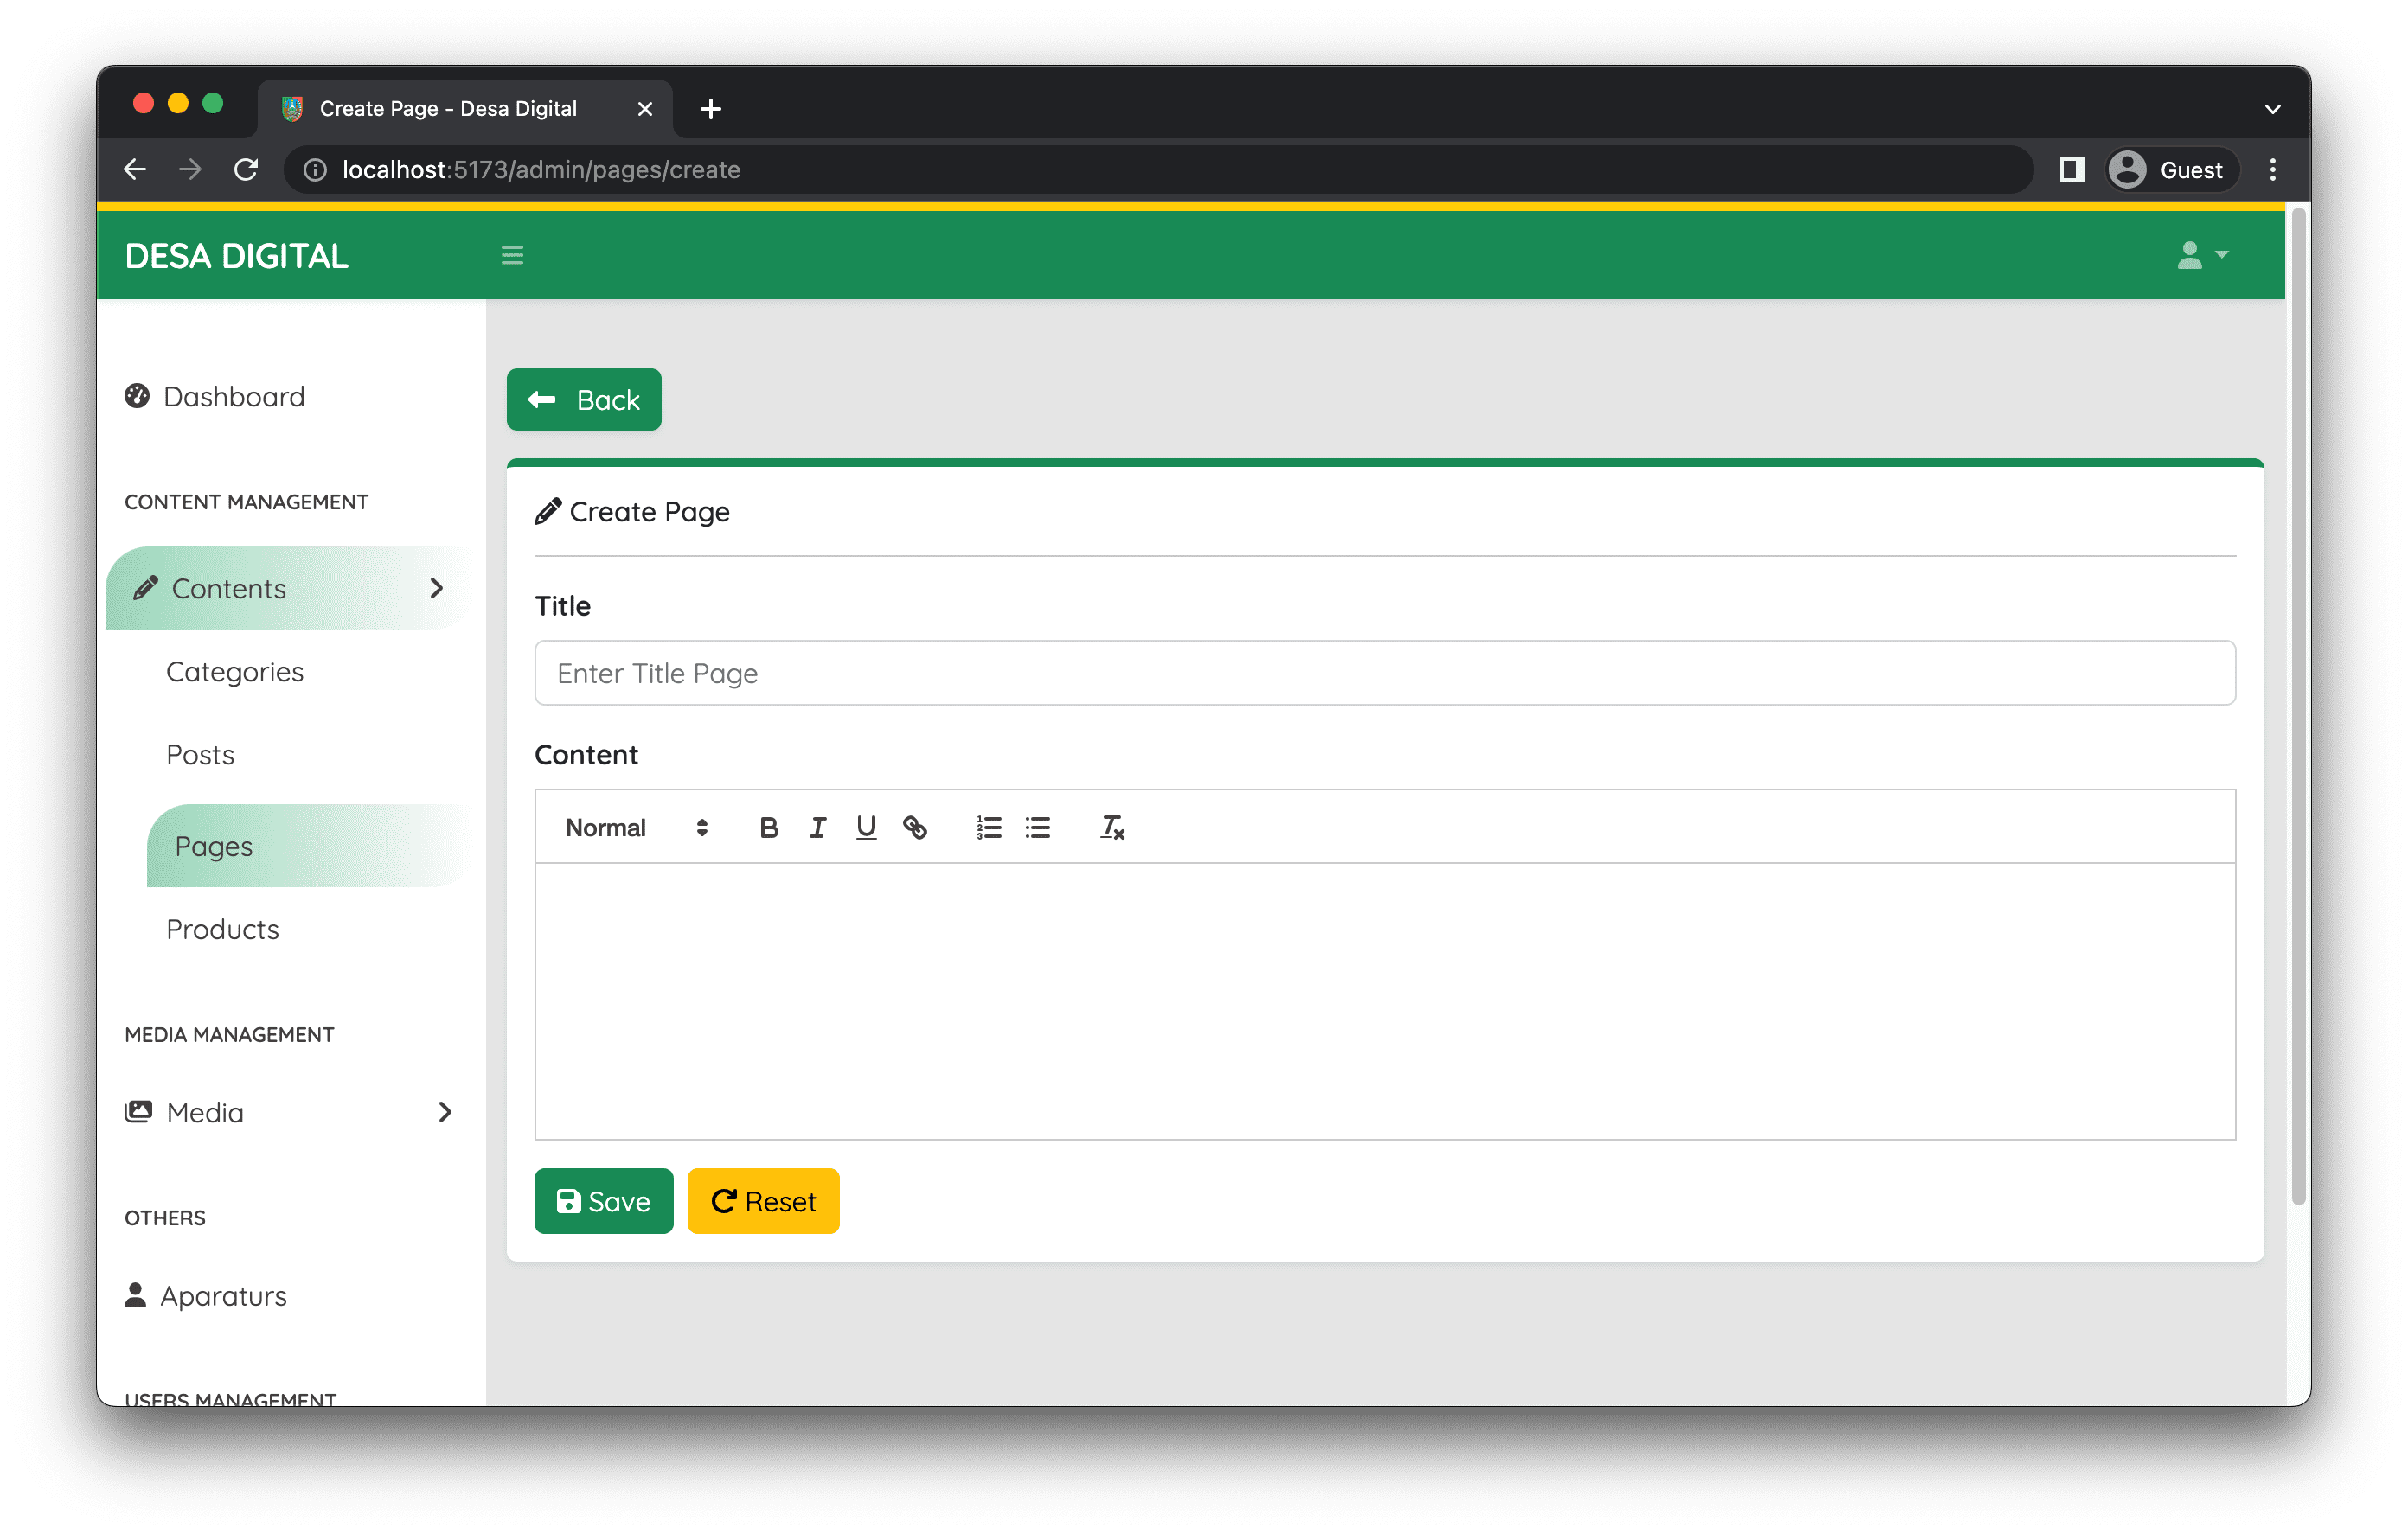 Create Page - Desa Digital
localhost:5173/admin/pages/create
Guest
DESA DIGITAL
Dashboard
CONTENT MANAGEMENT
Contents
Categories
Posts
Pages
Products
MEDIA MANAGEMENT
Media
OTHERS
Aparaturs
USERS MANAGEMENT
Back
Create Page
Title
Enter Title Page
Content
Normal
Save
Reset